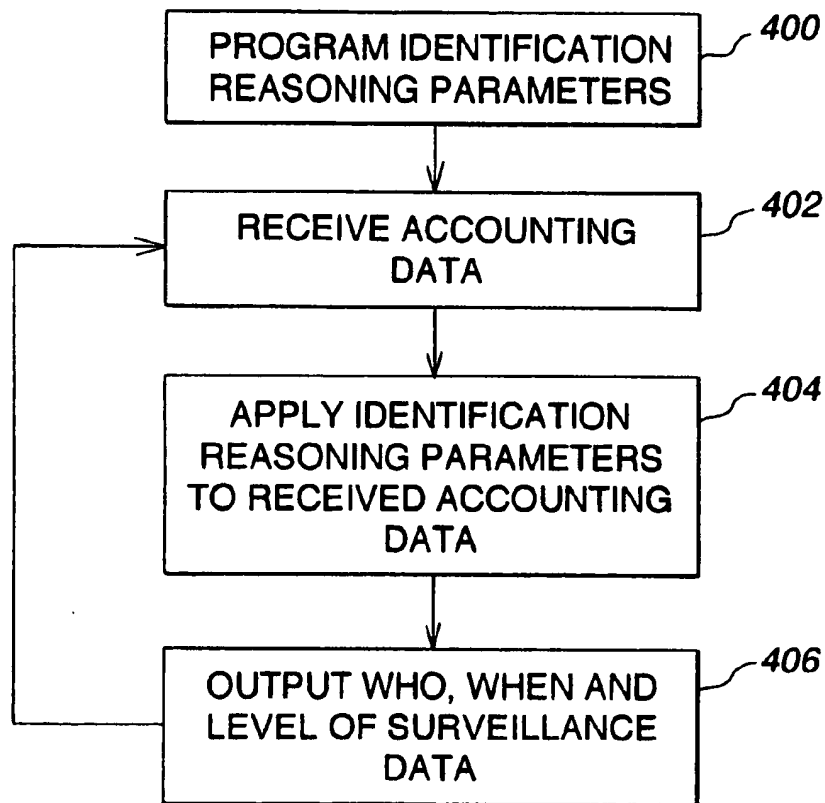 PROGRAM IDENTIFICATION
REASONING PARAMETERS
400
RECEIVE ACCOUNTING
DATA
402
APPLY IDENTIFICATION
REASONING PARAMETERS
TO RECEIVED ACCOUNTING
DATA
404
OUTPUT WHO, WHEN AND
LEVEL OF SURVEILLANCE
DATA
406